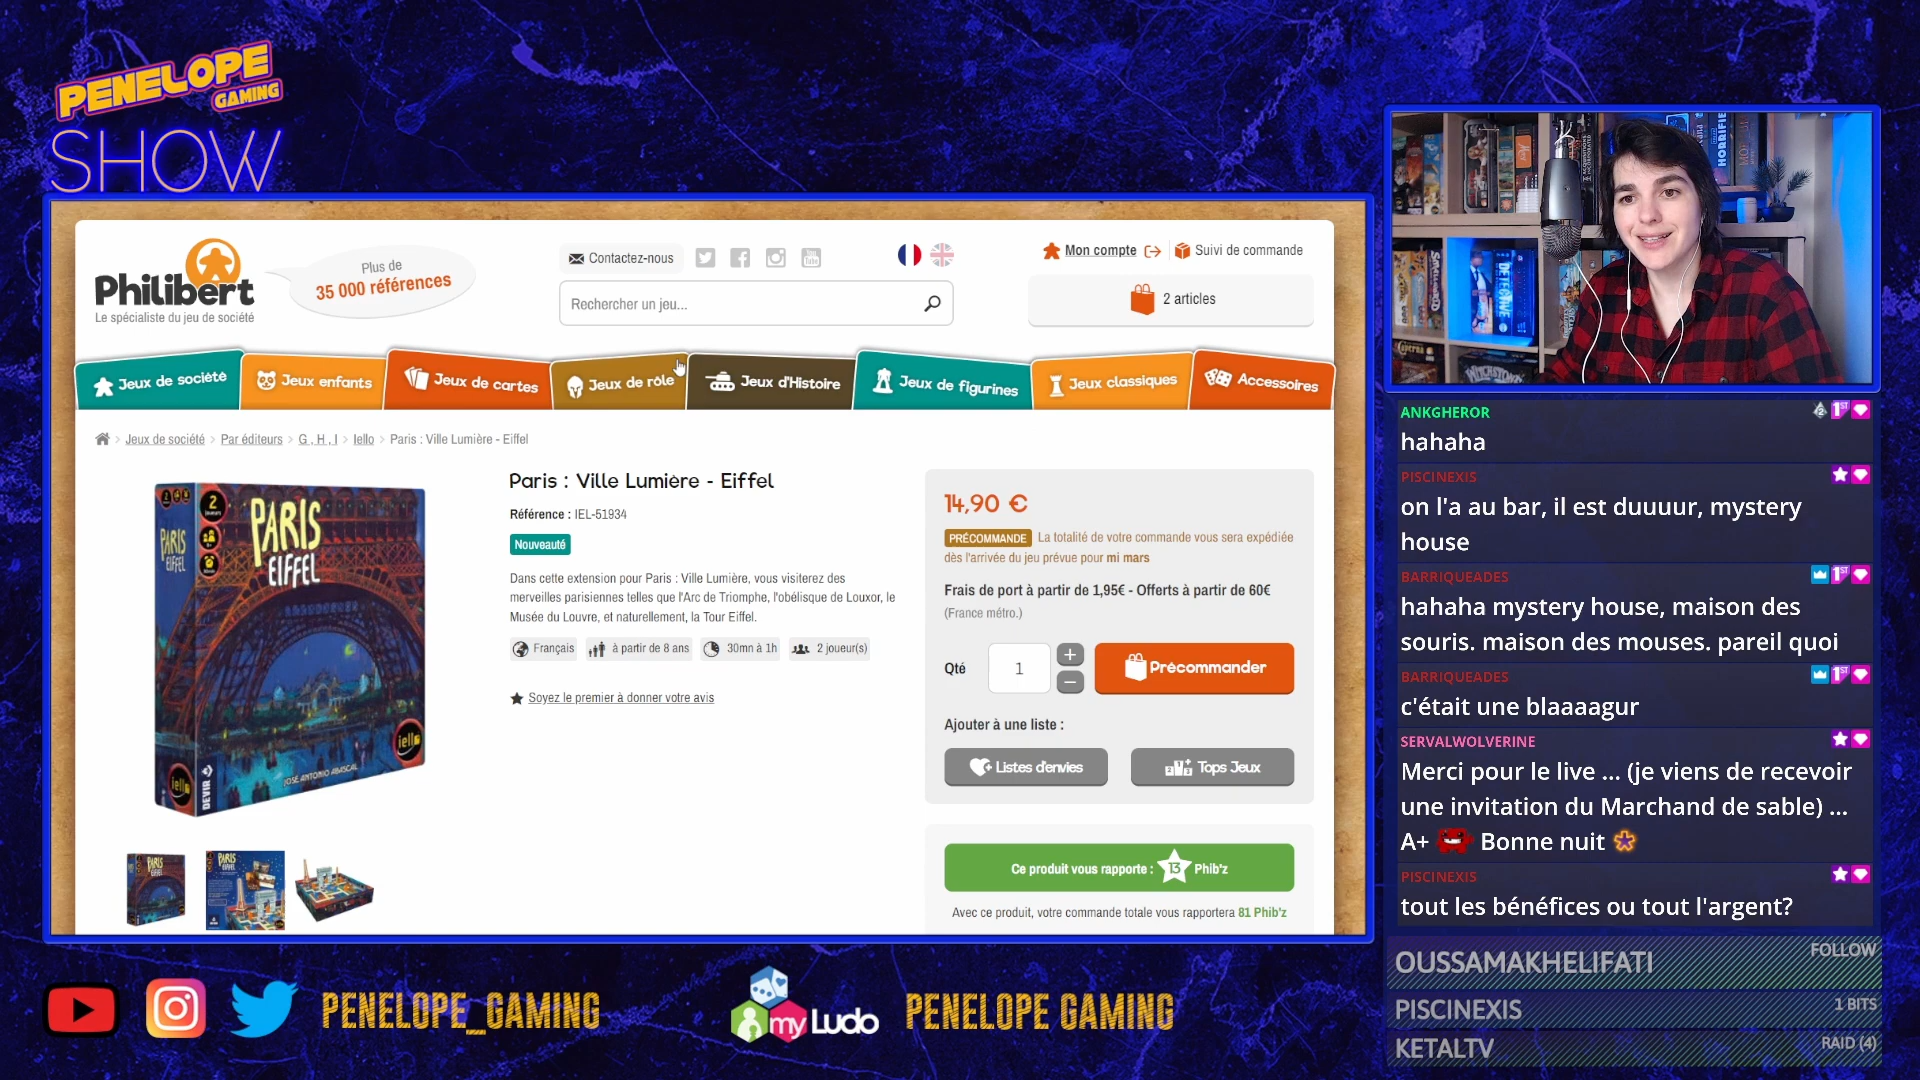 PENELOPE
GAMING
SHOW
Philibert
Le spécialiste du jeu de société
Plus de
35 000 références
Contactez-nous
Rechercher un jeu...
Mon compte
Suivi de commande
2 articles
Jeux de société
Jeux enfants
Jeux de cartes
Jeux de rôle
Jeux d'Histoire
Jeux de figurines
Jeux classiques
Accessoires
> Jeux de société > Par éditeurs > G , H , I > Iello > Paris : Ville Lumière - Eiffel
PARIS
EIFFEL
PARIS
EIFFEL
2
JOSÉ ANTONIO ABASCAL
iello
iello
DEVIR
Paris : Ville Lumière - Eiffel
Référence : IEL-51934
Nouveauté
Dans cette extension pour Paris : Ville Lumière, vous visiterez des
merveilles parisiennes telles que l'Arc de Triomphe, l'obélisque de Louxor, le
Musée du Louvre, et naturellement, la Tour Eiffel.
Français
à partir de 8 ans
30mn à 1h
2 joueur(s)
Soyez le premier à donner votre avis
14,90 €
PRÉCOMMANDE La totalité de votre commande vous sera expédiée
dès l'arrivée du jeu prévue pour mi mars
Frais de port à partir de 1,95€ - Offerts à partir de 60€
(France métro.)
Qté
1
Précommander
Ajouter à une liste :
Listes d'envies
Tops Jeux
Ce produit vous rapporte : 13 Phib'z
Avec ce produit, votre commande totale vous rapportera 81 Phib'z
DETECTIVE
ANKGHEROR
hahaha
PISCINEXIS
on l'a au bar, il est duuuur, mystery
house
BARRIQUEADES
hahaha mystery house, maison des
souris. maison des mouses. pareil quoi
BARRIQUEADES
c'était une blaaaagur
SERVALWOLVERINE
Merci pour le live ... (je viens de recevoir
une invitation du Marchand de sable) ...
A+ Bonne nuit
PISCINEXIS
tout les bénéfices ou tout l'argent?
OUSSAMAKHELIFATI
FOLLOW
PISCINEXIS
1 BITS
KETALTV
RAID (4)
PENELOPE_GAMING
myLudo
PENELOPE GAMING